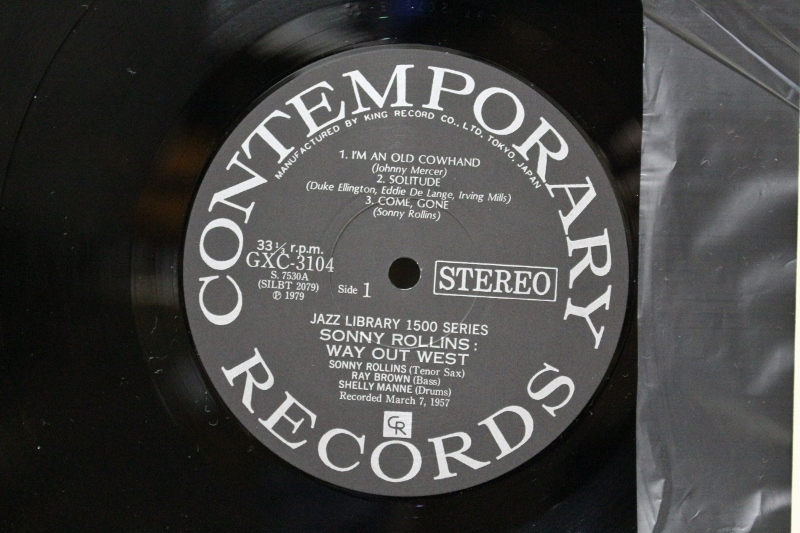 CONTEMPORARY
MANUFACTURED BY KING RECORD CO., LTD. TOKYO, JAPAN
1. I'M AN OLD COWHAND
(Johnny Mercer)
2. SOLITUDE
(Duke Ellington, Eddie De Lange, Irving Mills)
3. COME, GONE
(Sonny Rollins)
33⅓ r.p.m.
GXC-3104
S. 7530A
(SILBT 2079)
Ⓟ 1979
Side 1
STEREO
JAZZ LIBRARY 1500 SERIES
SONNY ROLLINS:
WAY OUT WEST
SONNY ROLLINS (Tenor Sax)
RAY BROWN (Bass)
SHELLY MANNE (Drums)
Recorded March 7, 1957
CR
RECORDS